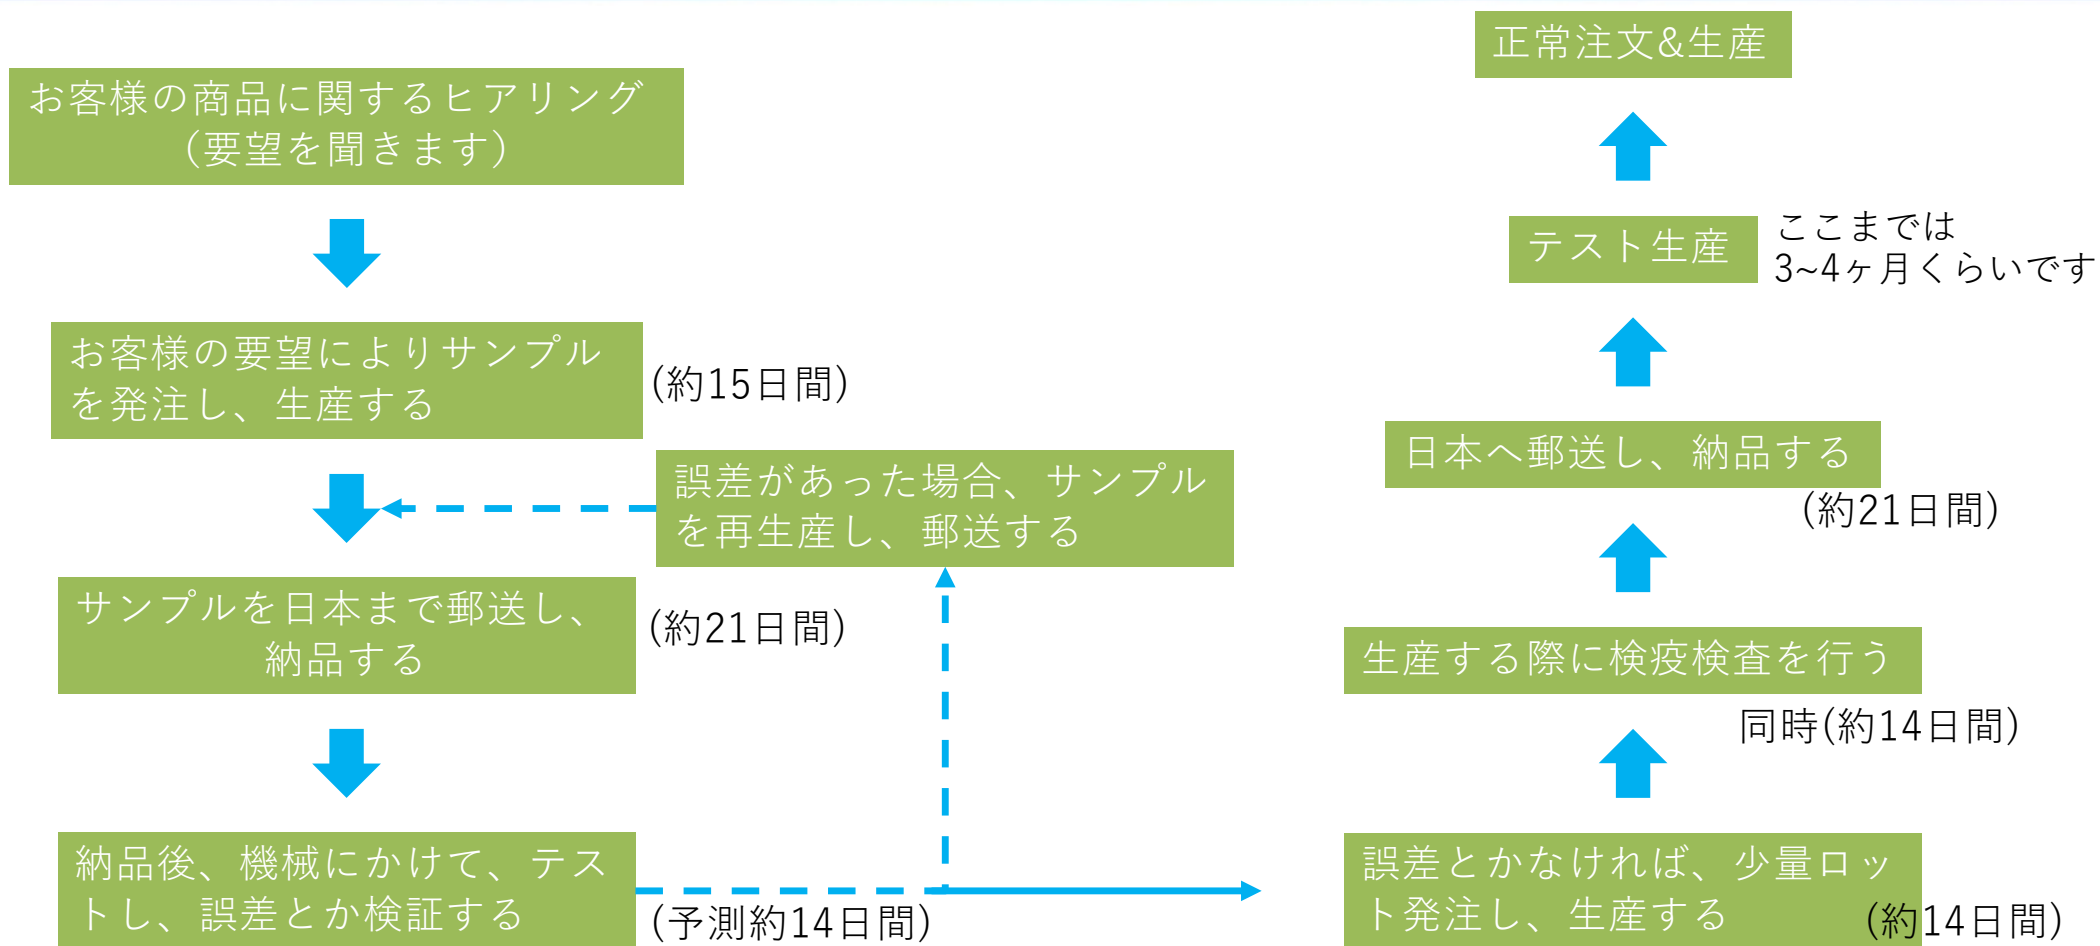 お客様の商品に関するヒアリング
（要望を聞きます）
お客様の要望によりサンプル
を発注し、生産する
(約15日間)
誤差があった場合、サンプル
を再生産し、郵送する
サンプルを日本まで郵送し、
納品する
(約21日間)
納品後、機械にかけて、テス
トし、誤差とか検証する
(予測約14日間)
誤差とかなければ、少量ロッ
ト発注し、生産する
(約14日間)
生産する際に検疫検査を行う
同時(約14日間)
日本へ郵送し、納品する
(約21日間)
テスト生産
ここまでは
3~4ヶ月くらいです
正常注文&生産